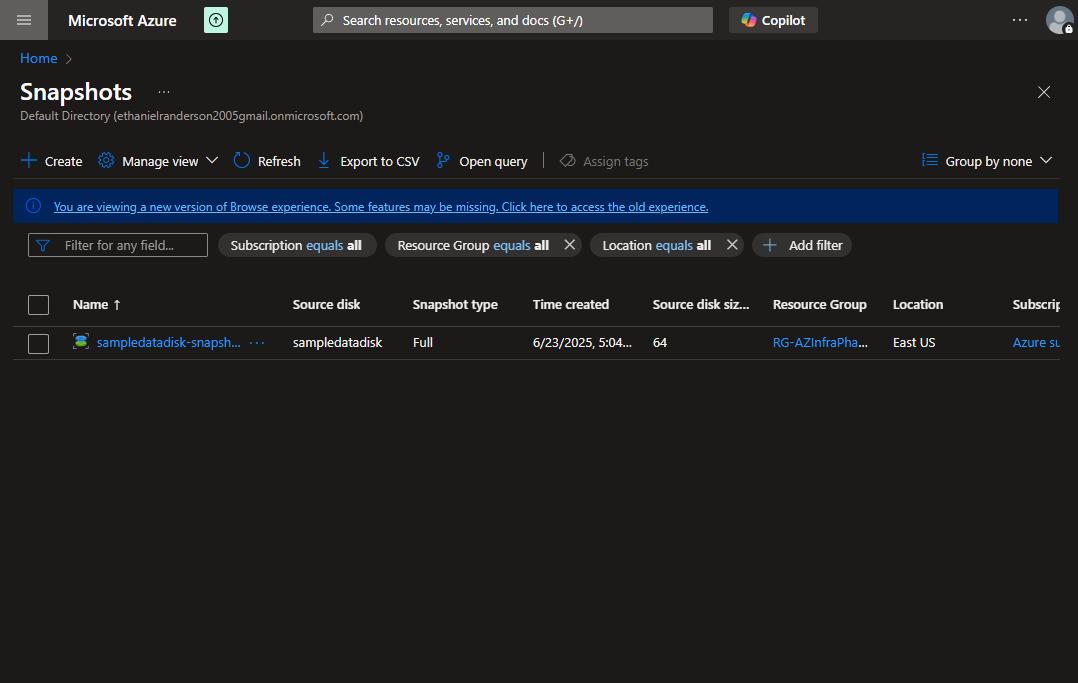 Microsoft Azure
Search resources, services, and docs (G+/)
Copilot
...
Home
Snapshots ...
Default Directory (ethanielranderson2005gmail.onmicrosoft.com)
Create Manage view Refresh Export to CSV Open query Assign tags Group by none
You are viewing a new version of Browse experience. Some features may be missing. Click here to access the old experience.
Filter for any field... Subscription equals all Resource Group equals all Location equals all Add filter
Name ↑ Source disk Snapshot type Time created Source disk siz... Resource Group Location Subscrip
sampledatadisk-snapsh... ... sampledatadisk Full 6/23/2025, 5:04... 64 RG-AZInfraPha... East US Azure su